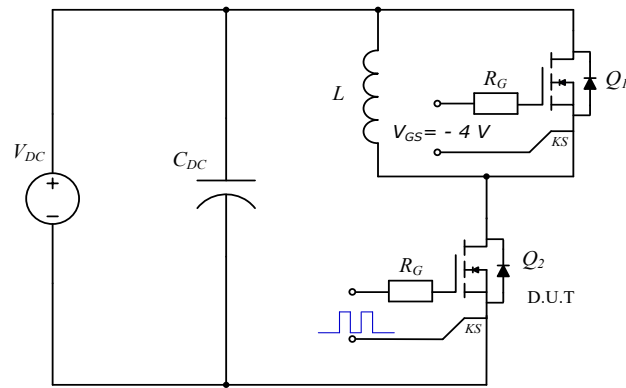 R_G
Q_1
L
V_GS = - 4 V
KS
V_DC
C_DC
R_G
Q_2
D.U.T
KS